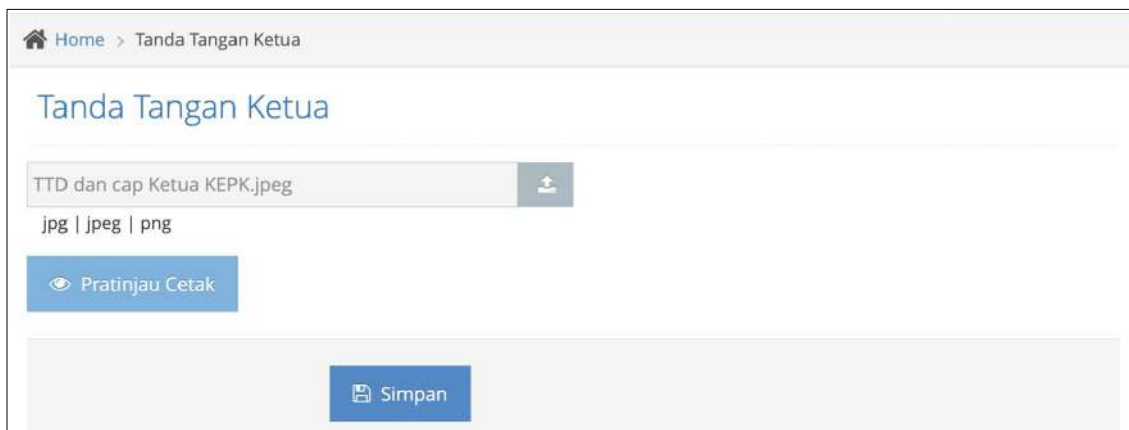 Home > Tanda Tangan Ketua
Tanda Tangan Ketua
TTD dan cap Ketua KEPK.jpeg
jpg | jpeg | png
Pratinjau Cetak
Simpan